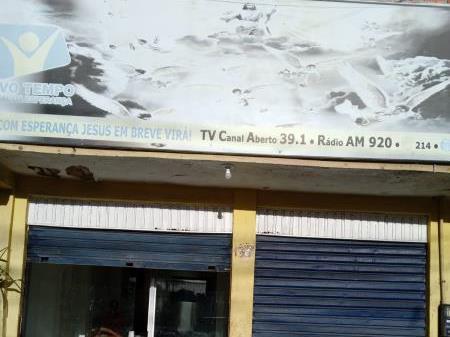 VO TEMPO
COM ESPERANÇA JESUS EM BREVE VIRÁ! TV CANAL ABERTO 39.1 • RÁDIO AM 920 • 214 •